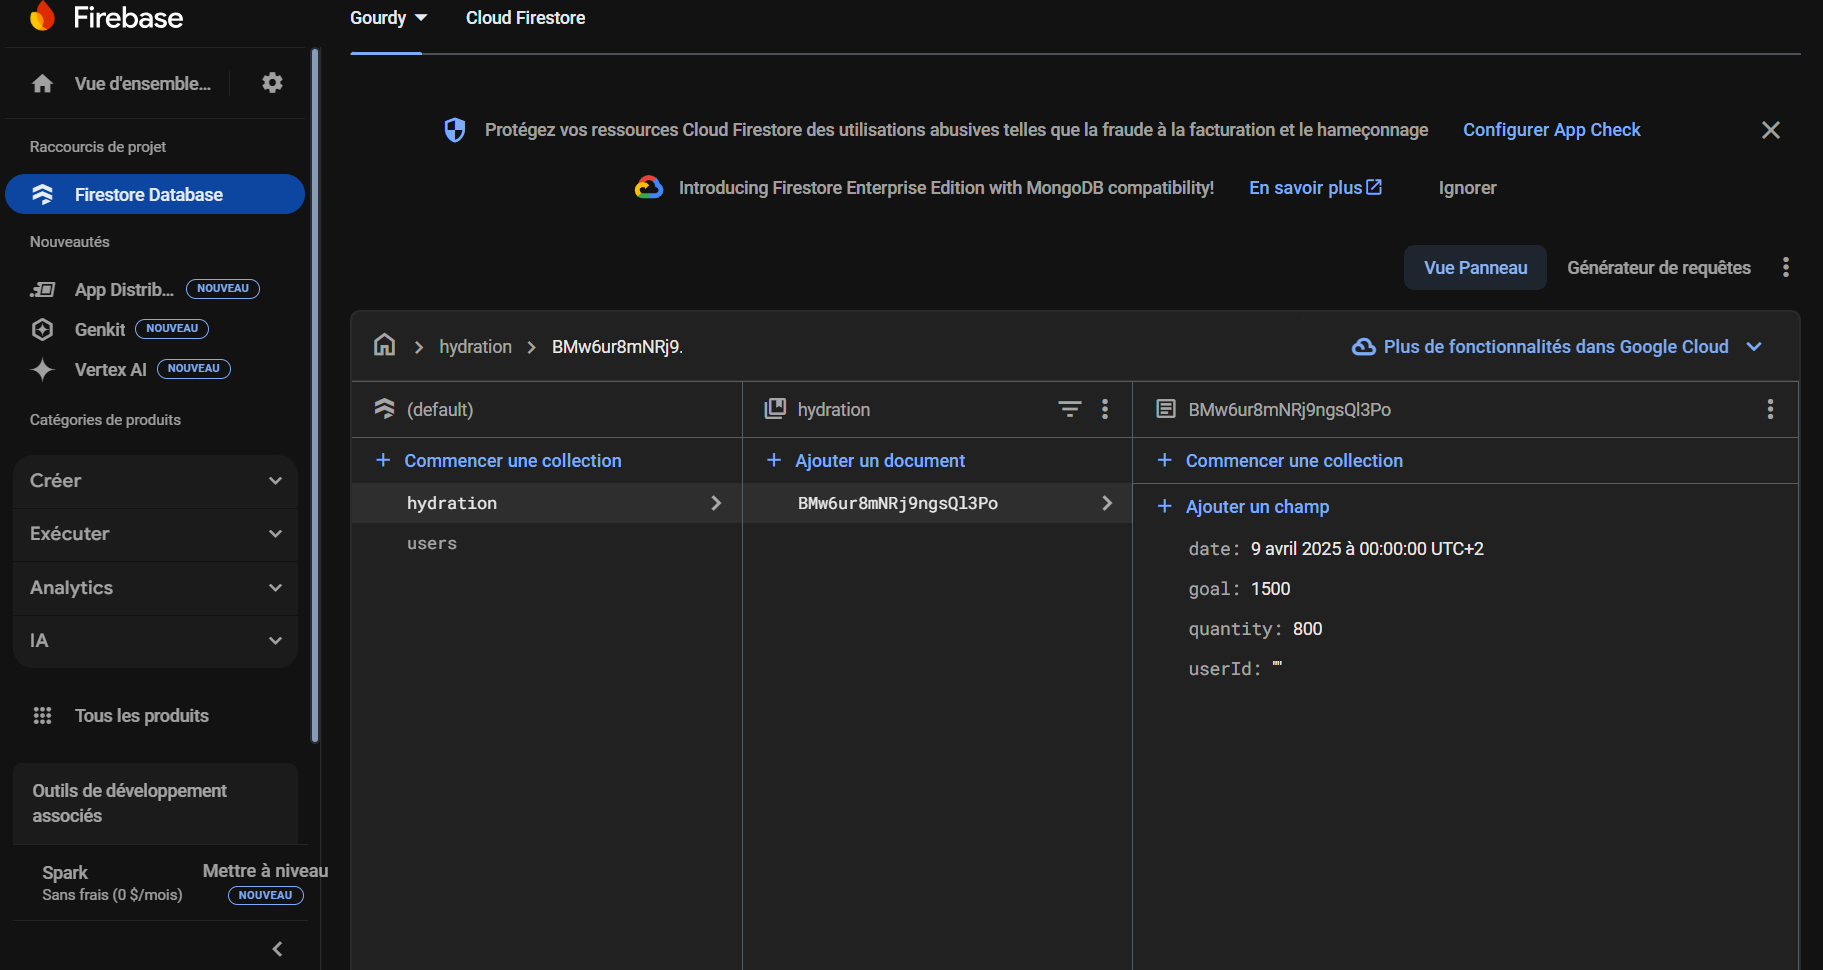 Firebase
Gourdy
Cloud Firestore
Vue d'ensemble...
Raccourcis de projet
Firestore Database
Nouveautés
App Distrib... NOUVEAU
Genkit NOUVEAU
Vertex AI NOUVEAU
Catégories de produits
Créer
Exécuter
Analytics
IA
Tous les produits
Outils de développement
associés
Spark
Sans frais (0 $/mois)
Mettre à niveau
NOUVEAU
Protégez vos ressources Cloud Firestore des utilisations abusives telles que la fraude à la facturation et le hameçonnage Configurer App Check
Introducing Firestore Enterprise Edition with MongoDB compatibility! En savoir plus Ignorer
Vue Panneau Générateur de requêtes
hydration BMw6ur8mNRj9.
Plus de fonctionnalités dans Google Cloud
(default)
Commencer une collection
hydration
users
hydration
Ajouter un document
BMw6ur8mNRj9ngsQl3Po
BMw6ur8mNRj9ngsQl3Po
Commencer une collection
Ajouter un champ
date: 9 avril 2025 à 00:00:00 UTC+2
goal: 1500
quantity: 800
userId: ""